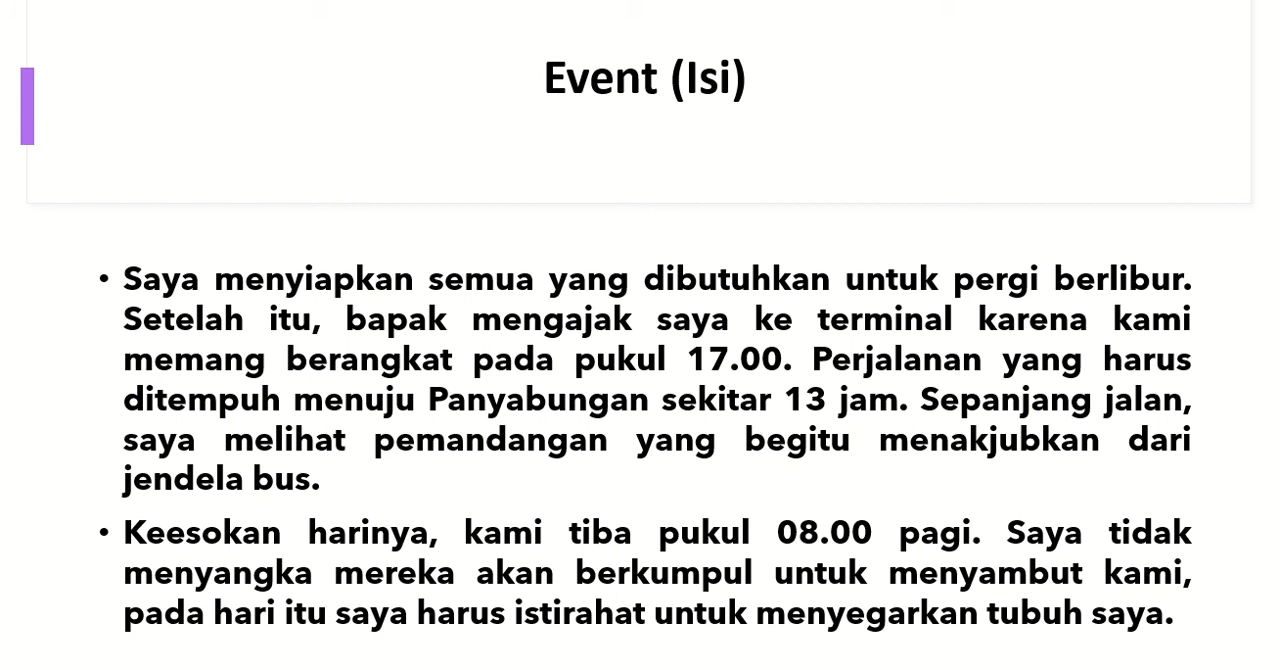 Event (Isi)
• Saya menyiapkan semua yang dibutuhkan untuk pergi berlibur.
Setelah itu, bapak mengajak saya ke terminal karena kami
memang berangkat pada pukul 17.00. Perjalanan yang harus
ditempuh menuju Panyabungan sekitar 13 jam. Sepanjang jalan,
saya melihat pemandangan yang begitu menakjubkan dari
jendela bus.
• Keesokan harinya, kami tiba pukul 08.00 pagi. Saya tidak
menyangka mereka akan berkumpul untuk menyambut kami,
pada hari itu saya harus istirahat untuk menyegarkan tubuh saya.